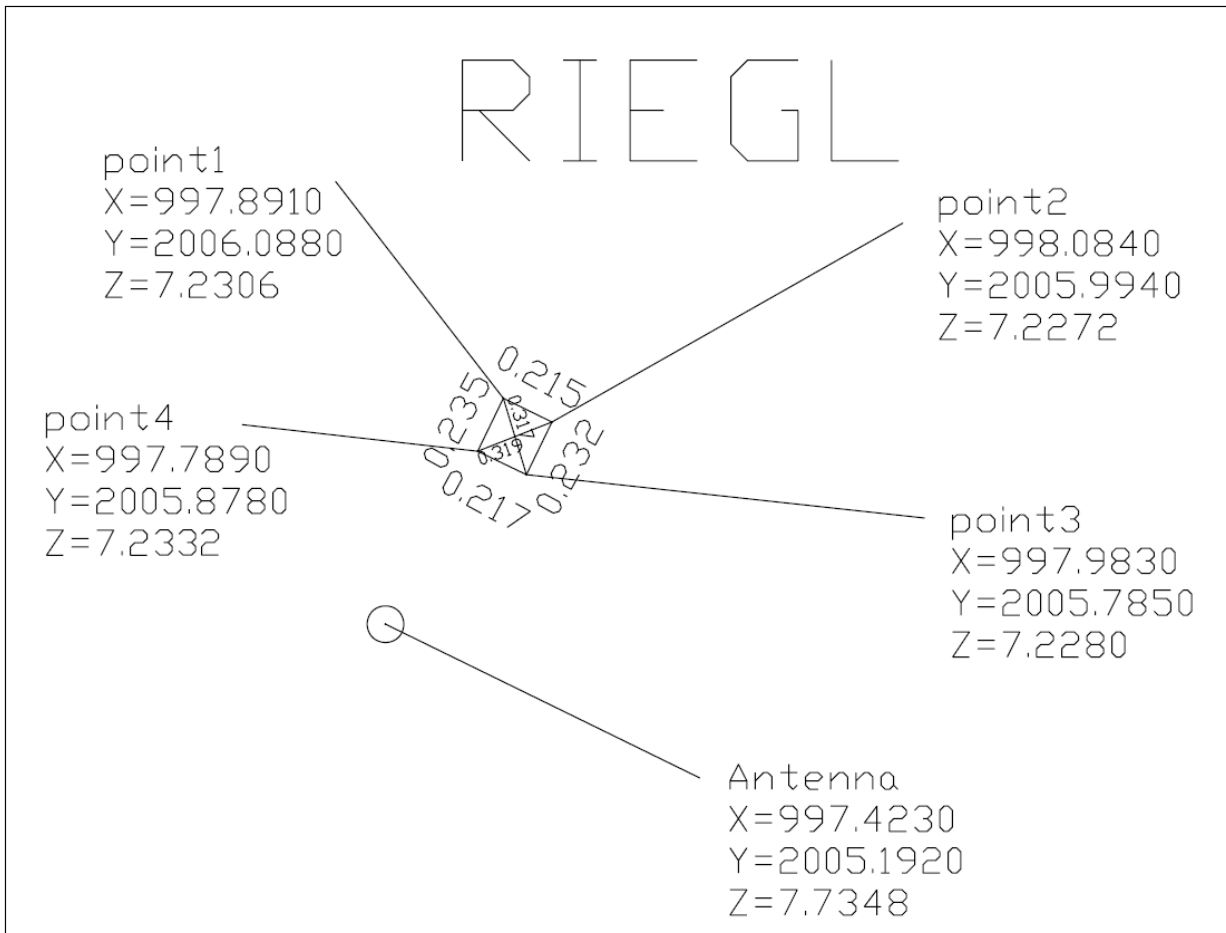 RIEGL
point1
X=997.8910
Y=2006.0880
Z=7.2306
point2
X=998.0840
Y=2005.9940
Z=7.2272
0.215
0.235
0.317
0.319
0.232
0.217
point4
X=997.7890
Y=2005.8780
Z=7.2332
point3
X=997.9830
Y=2005.7850
Z=7.2280
Antenna
X=997.4230
Y=2005.1920
Z=7.7348